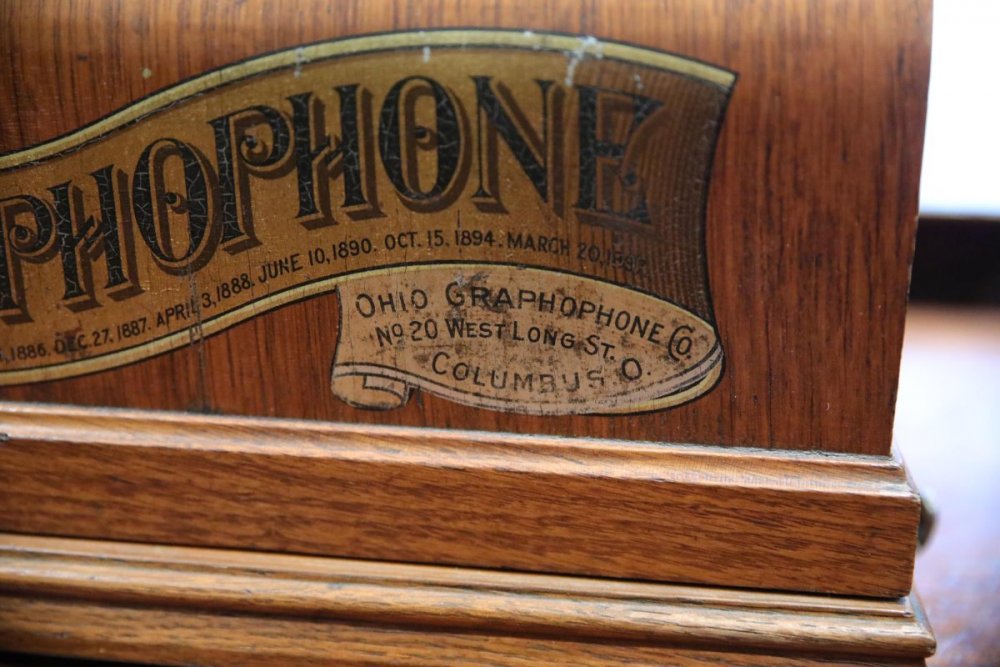 PHOPHONE
1886. DEC. 27, 1887. APRIL 3, 1888. JUNE 10, 1890. OCT. 15. 1894. MARCH 20, 1897
OHIO GRAPHOPHONE CO.
NO 20 WEST LONG ST.
COLUMBUS O.